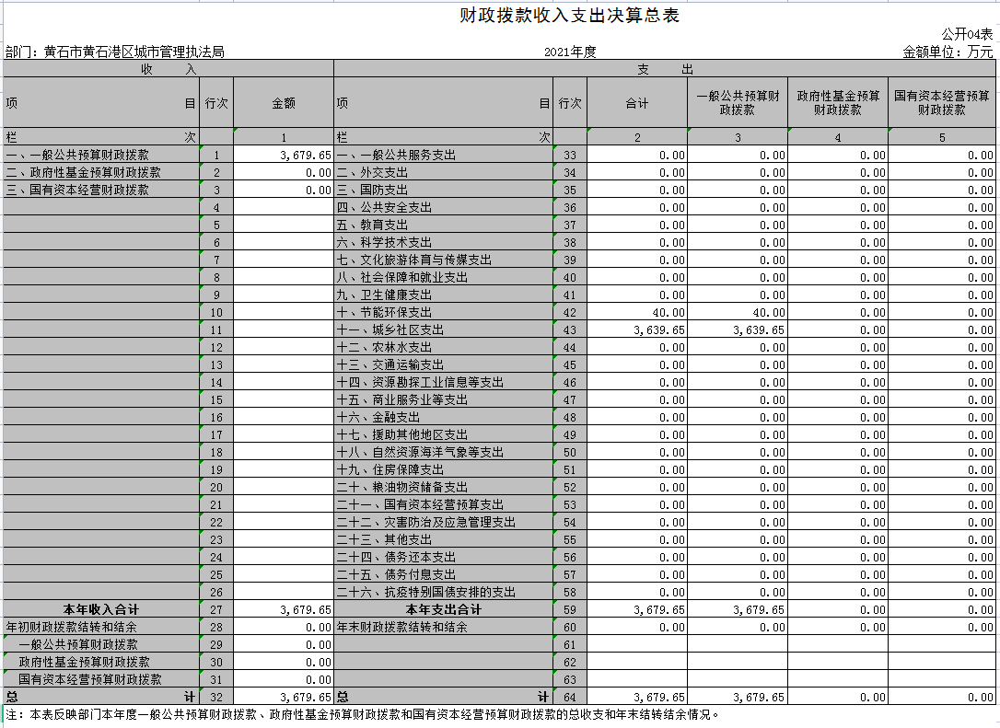 财政拨款收入支出决算总表
公开04表
部门：黄石市黄石港区城市管理执法局 2021年度 金额单位：万元
收 入 支 出
项 目 行次 金额 项 目 行次 合计 一般公共预算财政拨款 政府性基金预算财政拨款 国有资本经营预算财政拨款
栏 次 1 栏 次 2 3 4 5
一、一般公共预算财政拨款 1 3,679.65 一、一般公共服务支出 33 0.00 0.00 0.00 0.00
二、政府性基金预算财政拨款 2 0.00 二、外交支出 34 0.00 0.00 0.00 0.00
三、国有资本经营财政拨款 3 0.00 三、国防支出 35 0.00 0.00 0.00 0.00
4 四、公共安全支出 36 0.00 0.00 0.00 0.00
5 五、教育支出 37 0.00 0.00 0.00 0.00
6 六、科学技术支出 38 0.00 0.00 0.00 0.00
7 七、文化旅游体育与传媒支出 39 0.00 0.00 0.00 0.00
8 八、社会保障和就业支出 40 0.00 0.00 0.00 0.00
9 九、卫生健康支出 41 0.00 0.00 0.00 0.00
10 十、节能环保支出 42 40.00 40.00 0.00 0.00
11 十一、城乡社区支出 43 3,639.65 3,639.65 0.00 0.00
12 十二、农林水支出 44 0.00 0.00 0.00 0.00
13 十三、交通运输支出 45 0.00 0.00 0.00 0.00
14 十四、资源勘探工业信息等支出 46 0.00 0.00 0.00 0.00
15 十五、商业服务业等支出 47 0.00 0.00 0.00 0.00
16 十六、金融支出 48 0.00 0.00 0.00 0.00
17 十七、援助其他地区支出 49 0.00 0.00 0.00 0.00
18 十八、自然资源海洋气象等支出 50 0.00 0.00 0.00 0.00
19 十九、住房保障支出 51 0.00 0.00 0.00 0.00
20 二十、粮油物资储备支出 52 0.00 0.00 0.00 0.00
21 二十一、国有资本经营预算支出 53 0.00 0.00 0.00 0.00
22 二十二、灾害防治及应急管理支出 54 0.00 0.00 0.00 0.00
23 二十三、其他支出 55 0.00 0.00 0.00 0.00
24 二十四、债务还本支出 56 0.00 0.00 0.00 0.00
25 二十五、债务付息支出 57 0.00 0.00 0.00 0.00
26 二十六、抗疫特别国债安排的支出 58 0.00 0.00 0.00 0.00
本年收入合计 27 3,679.65 本年支出合计 59 3,679.65 3,679.65 0.00 0.00
年初财政拨款结转和结余 28 0.00 年末财政拨款结转和结余 60 0.00 0.00 0.00 0.00
一般公共预算财政拨款 29 0.00 61
政府性基金预算财政拨款 30 0.00 62
国有资本经营预算财政拨款 31 0.00 63
总 计 32 3,679.65 总 计 64 3,679.65 3,679.65 0.00 0.00
注：本表反映部门本年度一般公共预算财政拨款、政府性基金预算财政拨款和国有资本经营预算财政拨款的总收支和年末结转结余情况。